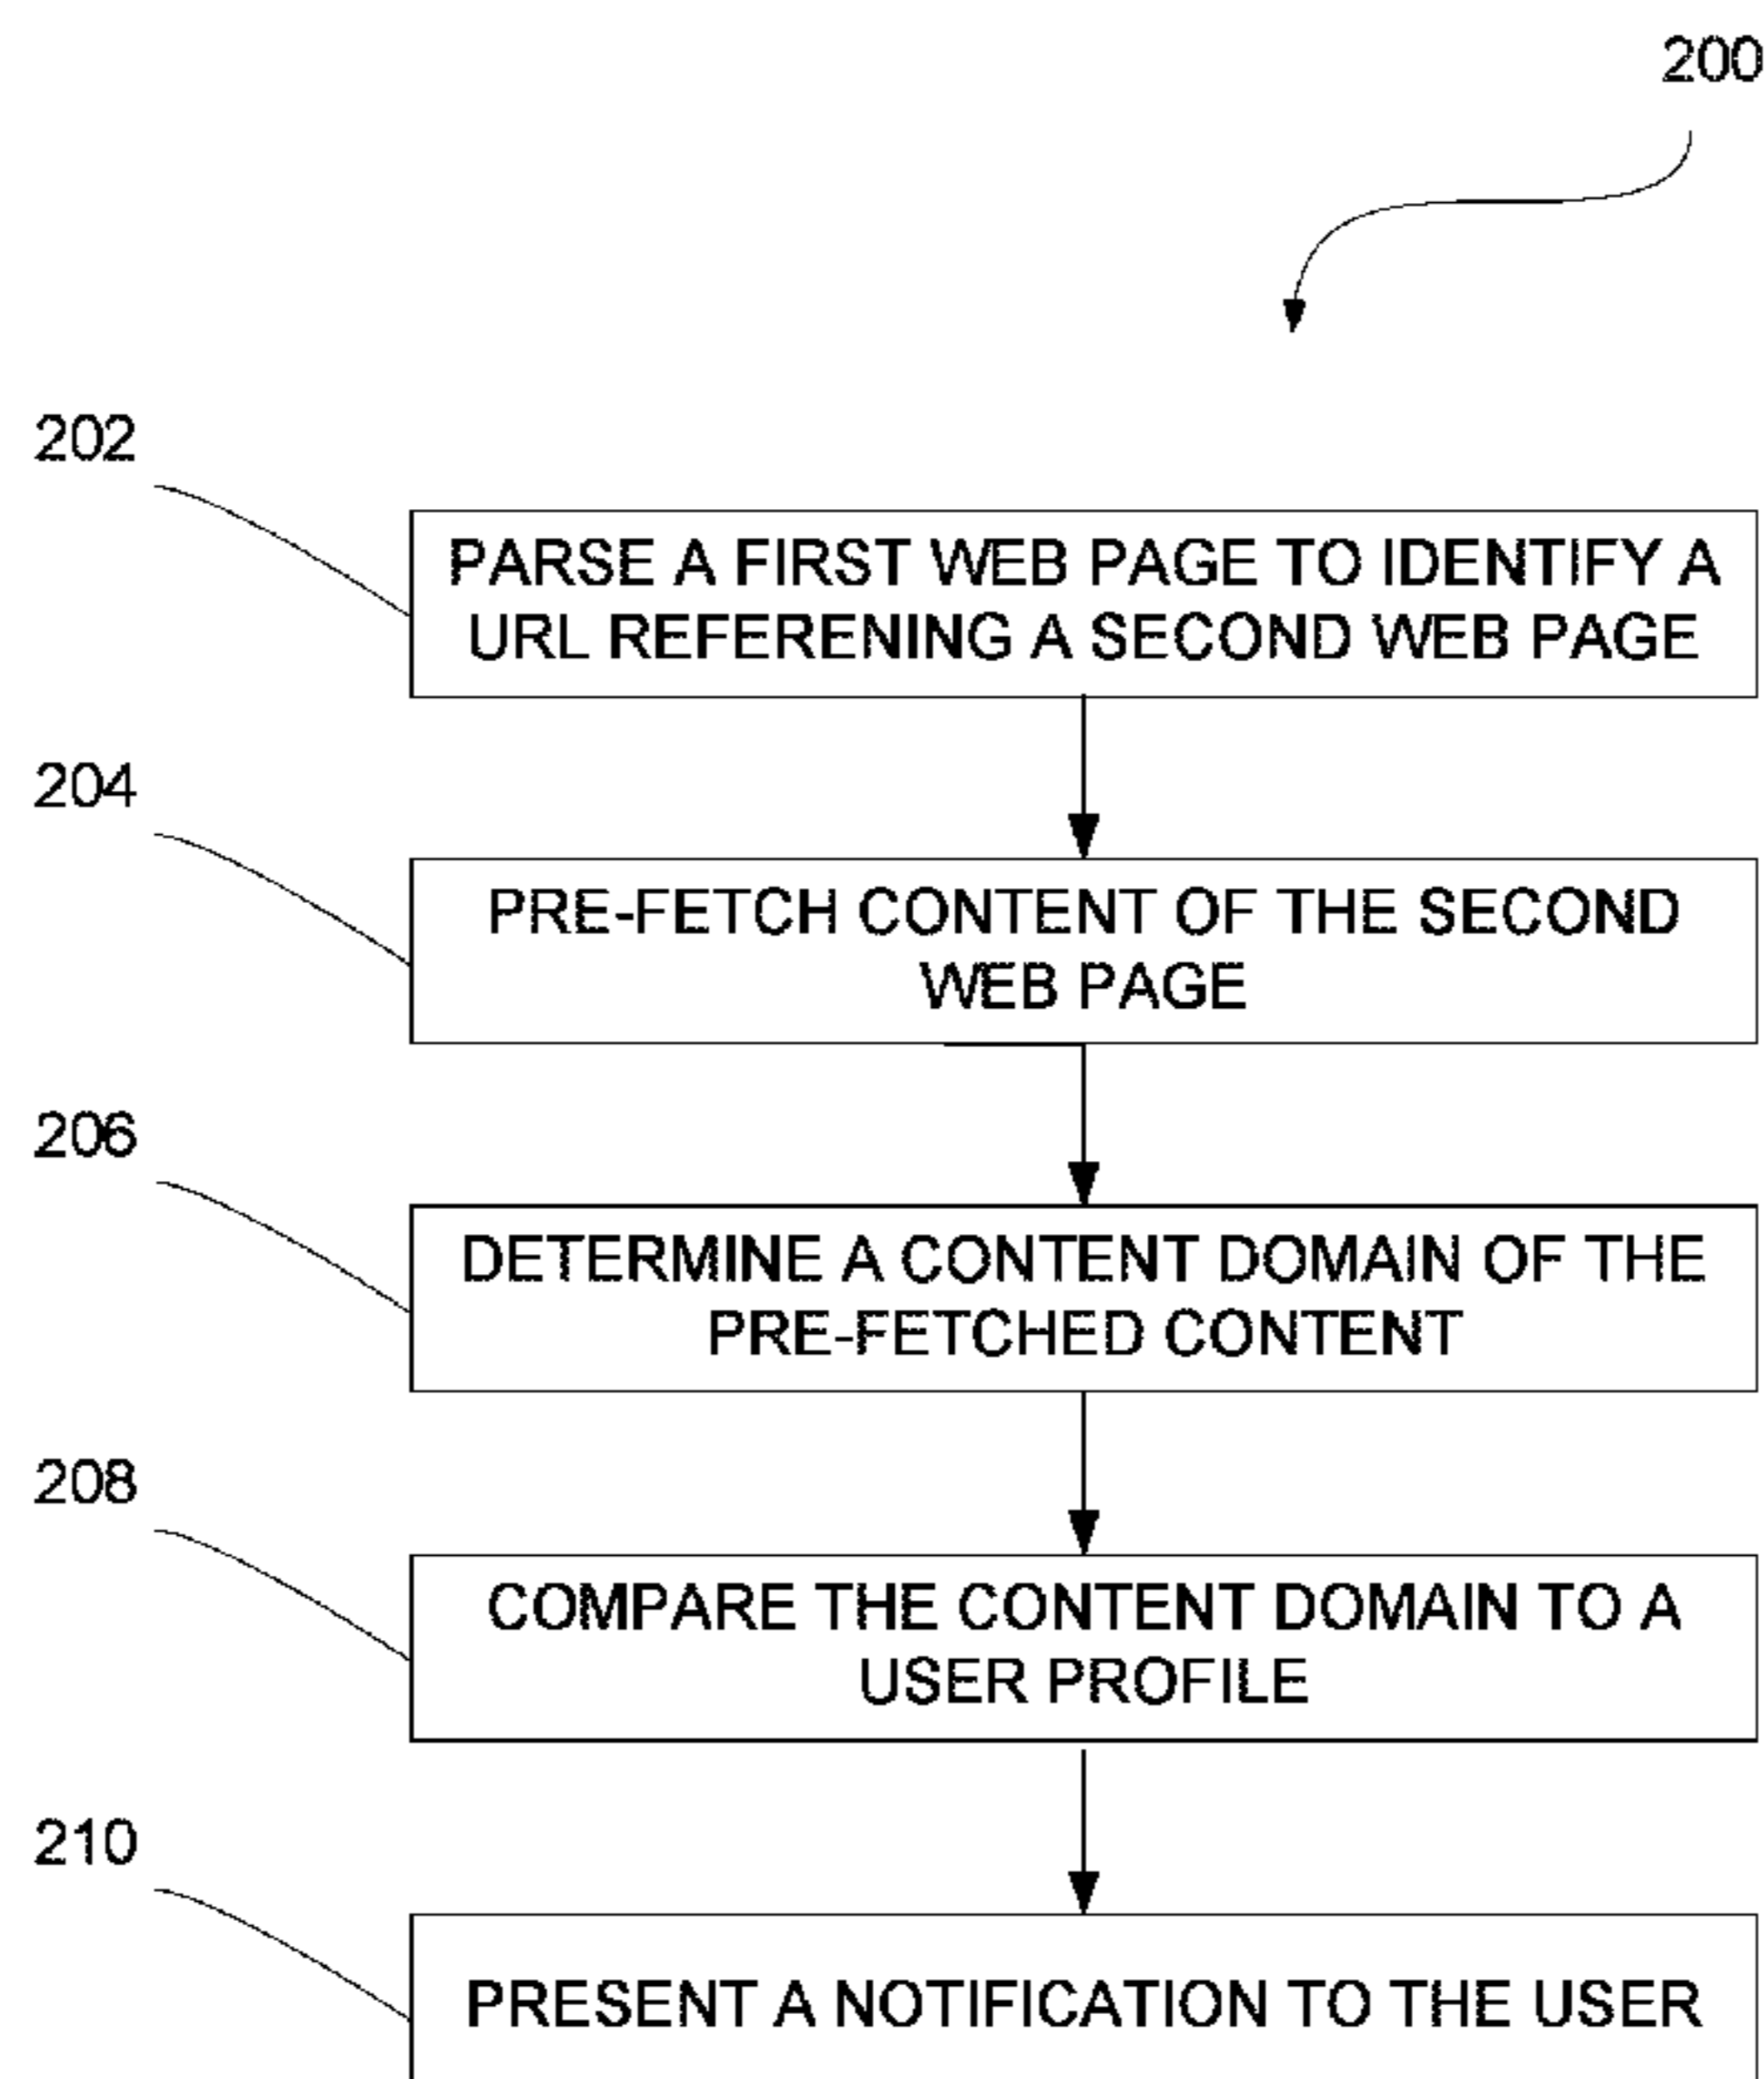 200
202
PARSE A FIRST WEB PAGE TO IDENTIFY A
URL REFERENING A SECOND WEB PAGE
204
PRE-FETCH CONTENT OF THE SECOND
WEB PAGE
206
DETERMINE A CONTENT DOMAIN OF THE
PRE-FETCHED CONTENT
208
COMPARE THE CONTENT DOMAIN TO A
USER PROFILE
210
PRESENT A NOTIFICATION TO THE USER